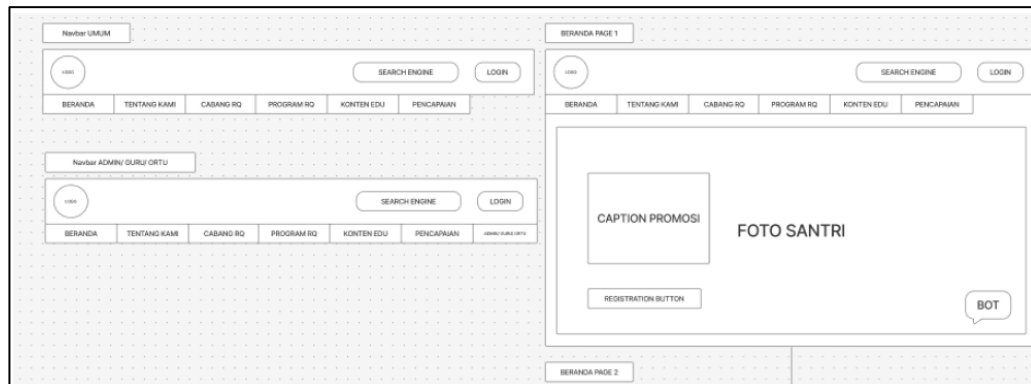 Navbar UMUM
LOGO
SEARCH ENGINE
LOGIN
BERANDA
TENTANG KAMI
CABANG RQ
PROGRAM RQ
KONTEN EDU
PENCAPAIAN
Navbar ADMIN/ GURU/ ORTU
LOGO
SEARCH ENGINE
LOGIN
BERANDA
TENTANG KAMI
CABANG RQ
PROGRAM RQ
KONTEN EDU
PENCAPAIAN
ADMIN/ GURU/ ORTU
BERANDA PAGE 1
LOGO
SEARCH ENGINE
LOGIN
BERANDA
TENTANG KAMI
CABANG RQ
PROGRAM RQ
KONTEN EDU
PENCAPAIAN
CAPTION PROMOSI
FOTO SANTRI
REGISTRATION BUTTON
BOT
BERANDA PAGE 2